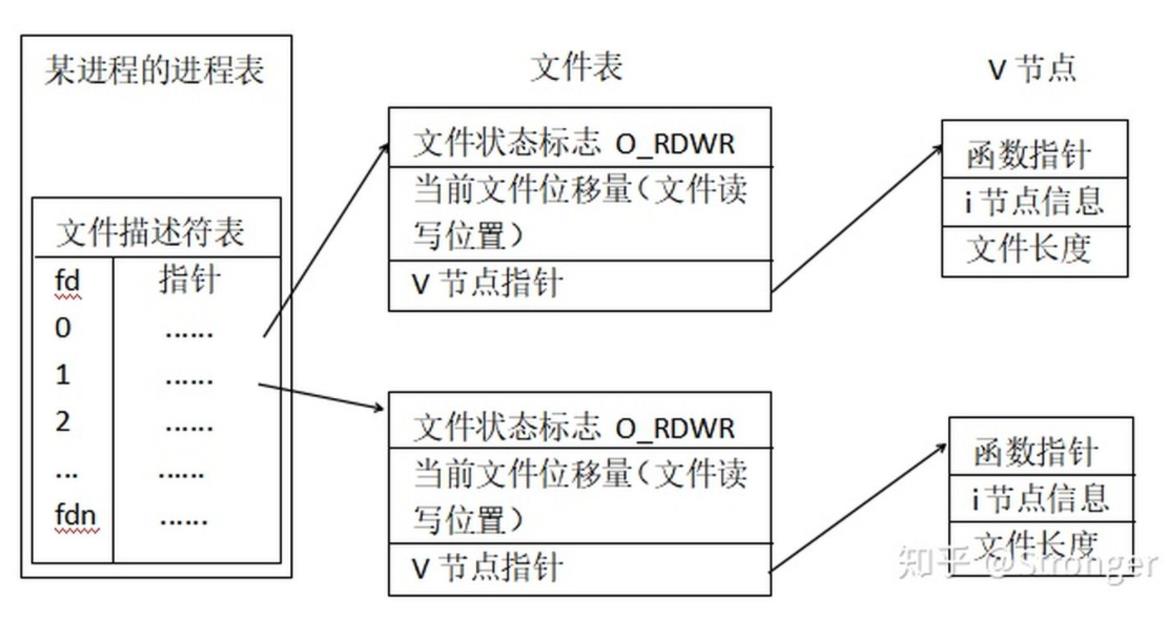 某进程的进程表
文件描述符表
fd 指针
0 ......
1 ......
2 ......
... ......
fdn ......
文件表
文件状态标志 O_RDWR
当前文件位移量(文件读
写位置)
V 节点指针
文件状态标志 O_RDWR
当前文件位移量(文件读
写位置)
V 节点指针
V 节点
函数指针
i 节点信息
文件长度
函数指针
i 节点信息
文件长度
知乎 @Stronger